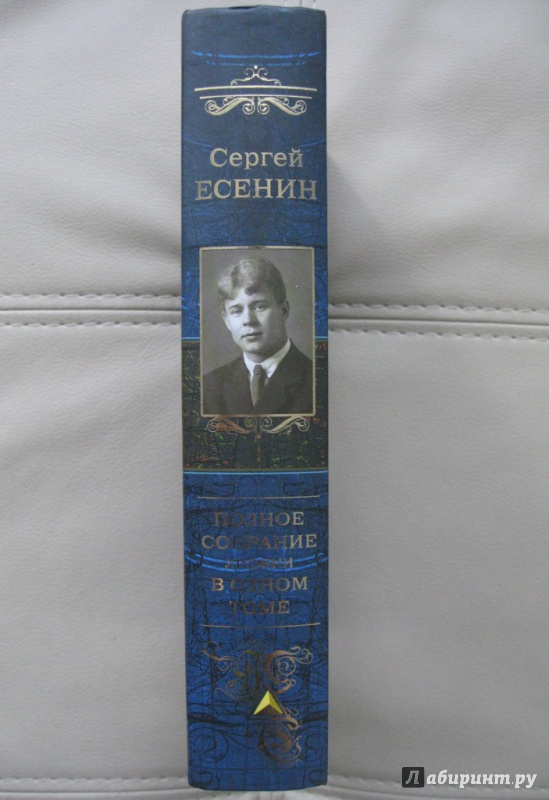 Сергей
ЕСЕНИН
ПОЛНОЕ
СОБРАНИЕ
В ОДНОМ
ТОМЕ
Лабиринт.ру